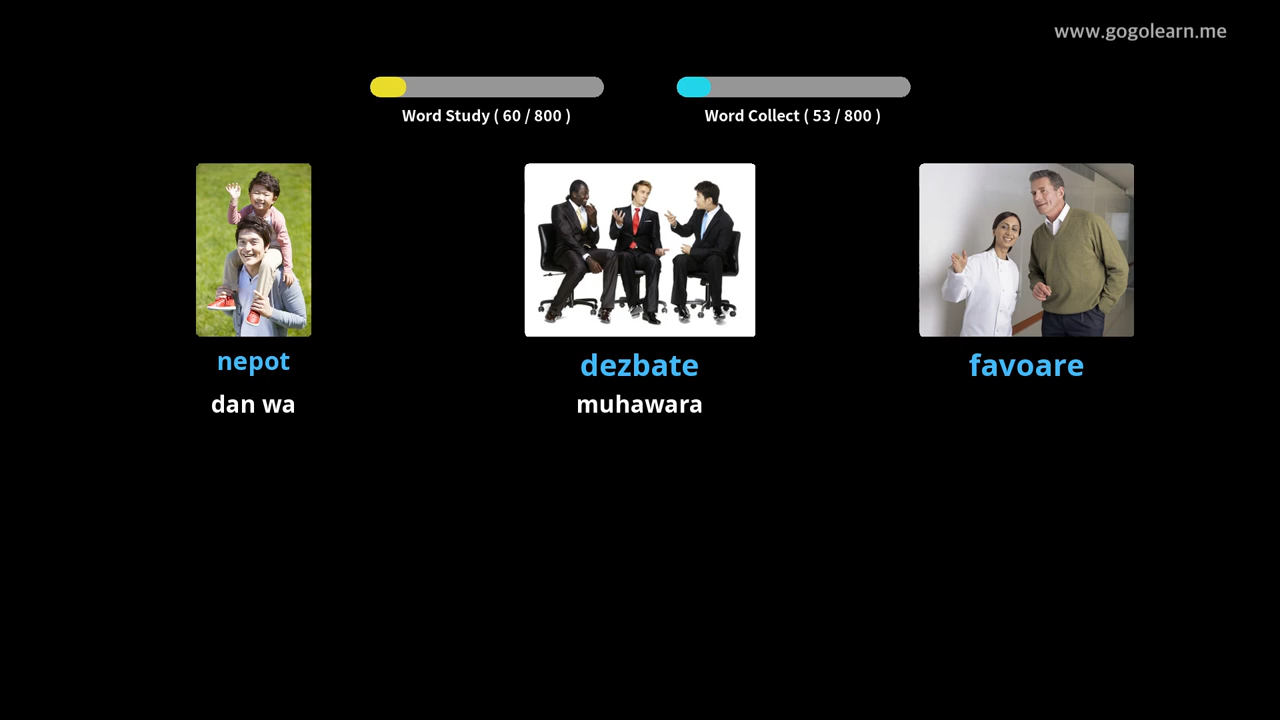 www.gogolearn.me
Word Study ( 60 / 800 )
Word Collect ( 53 / 800 )
nepot
dezbate
favoare
dan wa
muhawara